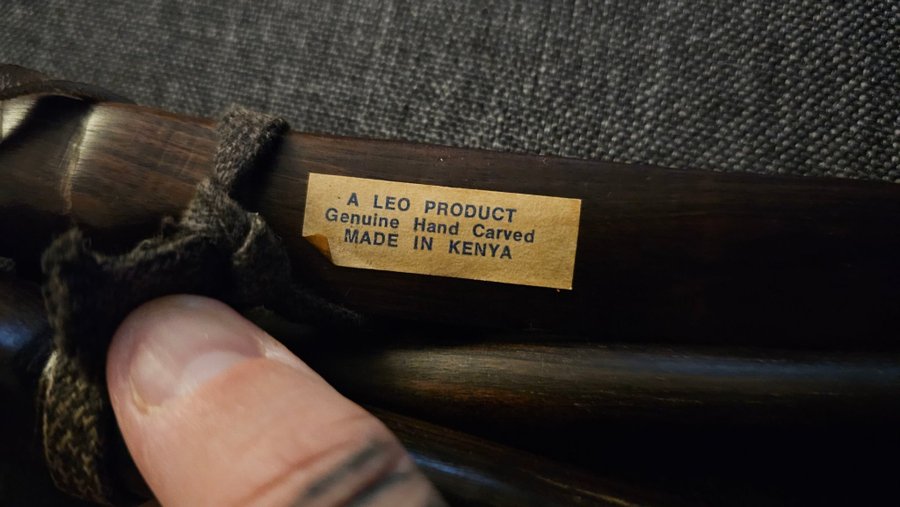 A LEO PRODUCT
Genuine Hand Carved
MADE IN KENYA